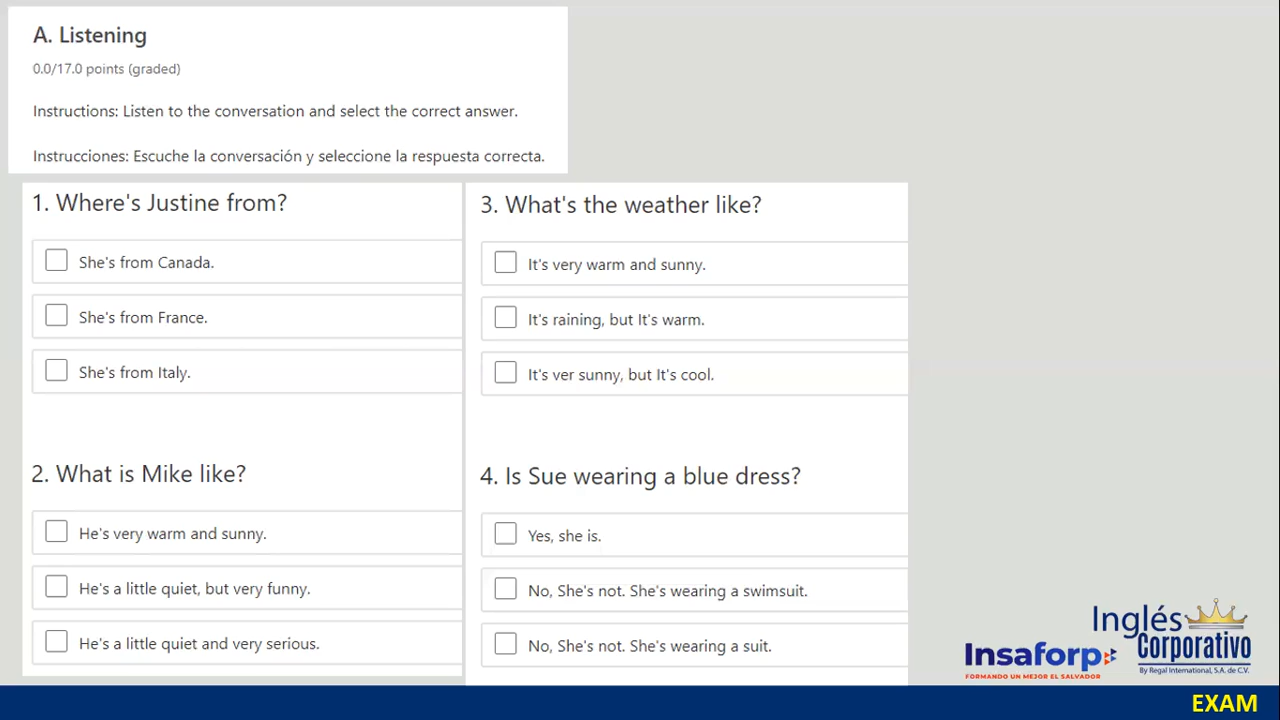 A. Listening
0.0/17.0 points (graded)
Instructions: Listen to the conversation and select the correct answer.
Instrucciones: Escuche la conversación y seleccione la respuesta correcta.
1. Where's Justine from?
She's from Canada.
She's from France.
She's from Italy.
2. What is Mike like?
He's very warm and sunny.
He's a little quiet, but very funny.
He's a little quiet and very serious.
3. What's the weather like?
It's very warm and sunny.
It's raining, but It's warm.
It's ver sunny, but It's cool.
4. Is Sue wearing a blue dress?
Yes, she is.
No, She's not. She's wearing a swimsuit.
No, She's not. She's wearing a suit.
Insaforp
FORMANDO UN MEJOR EL SALVADOR
Inglés
Corporativo
By Regal International, S.A. de C.V.
EXAM